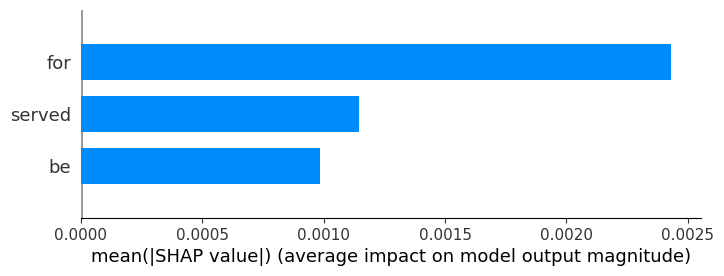 for
served
be
0.0000 0.0005 0.0010 0.0015 0.0020 0.0025
mean(|SHAP value|) (average impact on model output magnitude)